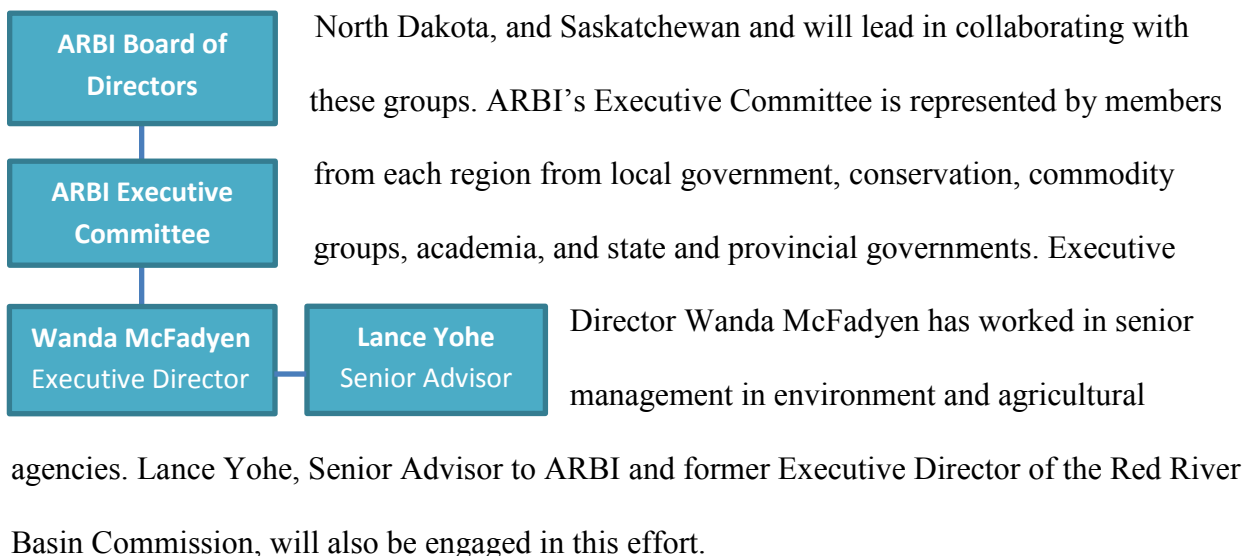 ARBI Board of
Directors
ARBI Executive
Committee
Wanda McFadyen
Executive Director
Lance Yohe
Senior Advisor
North Dakota, and Saskatchewan and will lead in collaborating with
these groups. ARBI’s Executive Committee is represented by members
from each region from local government, conservation, commodity
groups, academia, and state and provincial governments. Executive
Director Wanda McFadyen has worked in senior
management in environment and agricultural
agencies. Lance Yohe, Senior Advisor to ARBI and former Executive Director of the Red River
Basin Commission, will also be engaged in this effort.